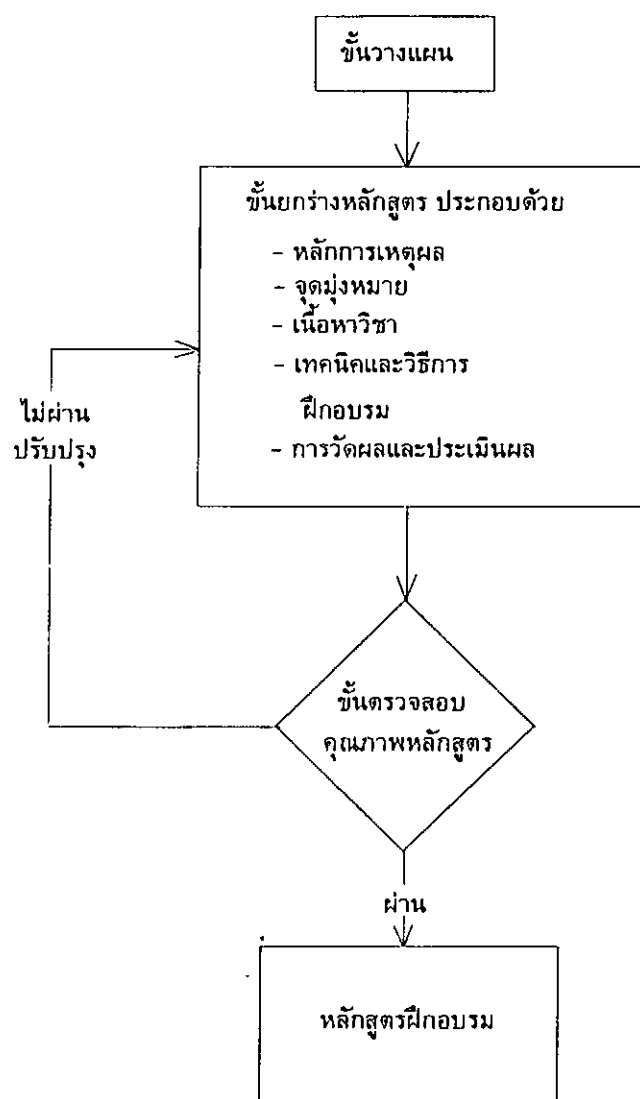 ขั้นวางแผน
ขั้นยกร่างหลักสูตร ประกอบด้วย
- หลักการเหตุผล
- จุดมุ่งหมาย
- เนื้อหาวิชา
- เทคนิคและวิธีการ
ฝึกอบรม
- การวัดผลและประเมินผล
ไม่ผ่าน
ปรับปรุง
ขั้นตรวจสอบ
คุณภาพหลักสูตร
ผ่าน
หลักสูตรฝึกอบรม